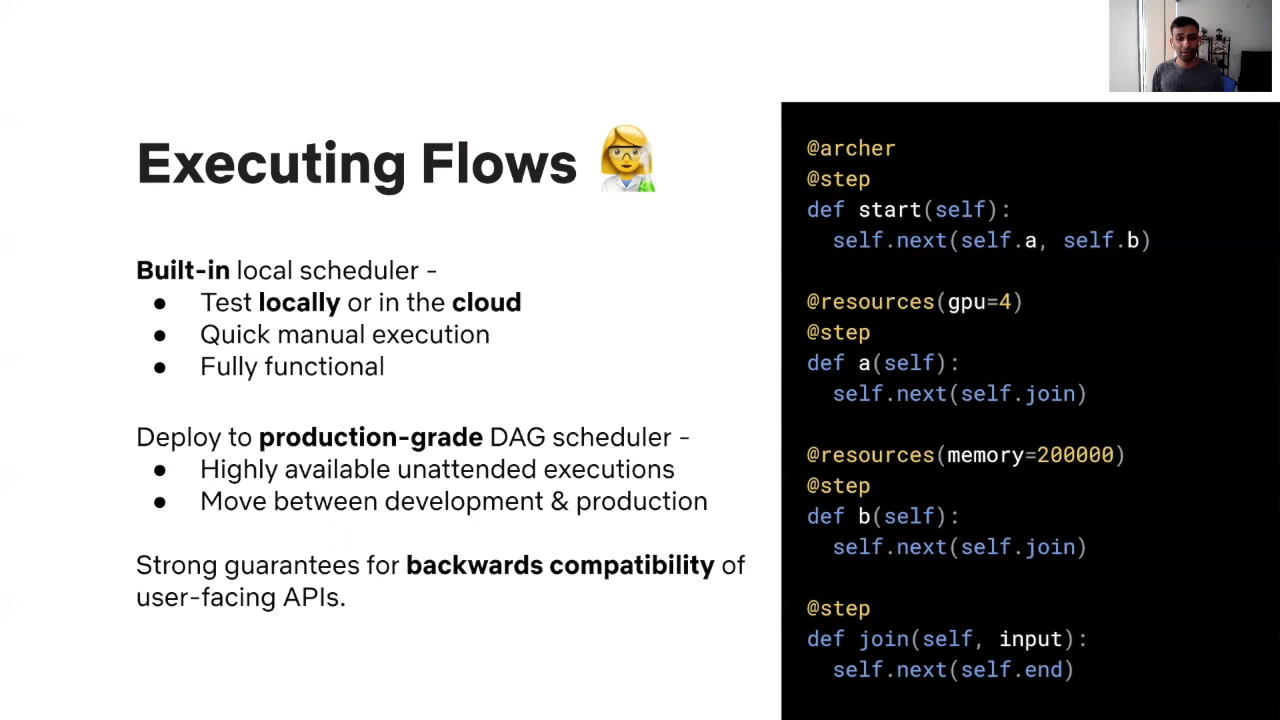 Executing Flows
Built-in local scheduler -
● Test locally or in the cloud
● Quick manual execution
● Fully functional
Deploy to production-grade DAG scheduler -
● Highly available unattended executions
● Move between development & production
Strong guarantees for backwards compatibility of
user-facing APIs.
@archer
@step
def start(self):
  self.next(self.a, self.b)
@resources(gpu=4)
@step
def a(self):
  self.next(self.join)
@resources(memory=200000)
@step
def b(self):
  self.next(self.join)
@step
def join(self, input):
  self.next(self.end)